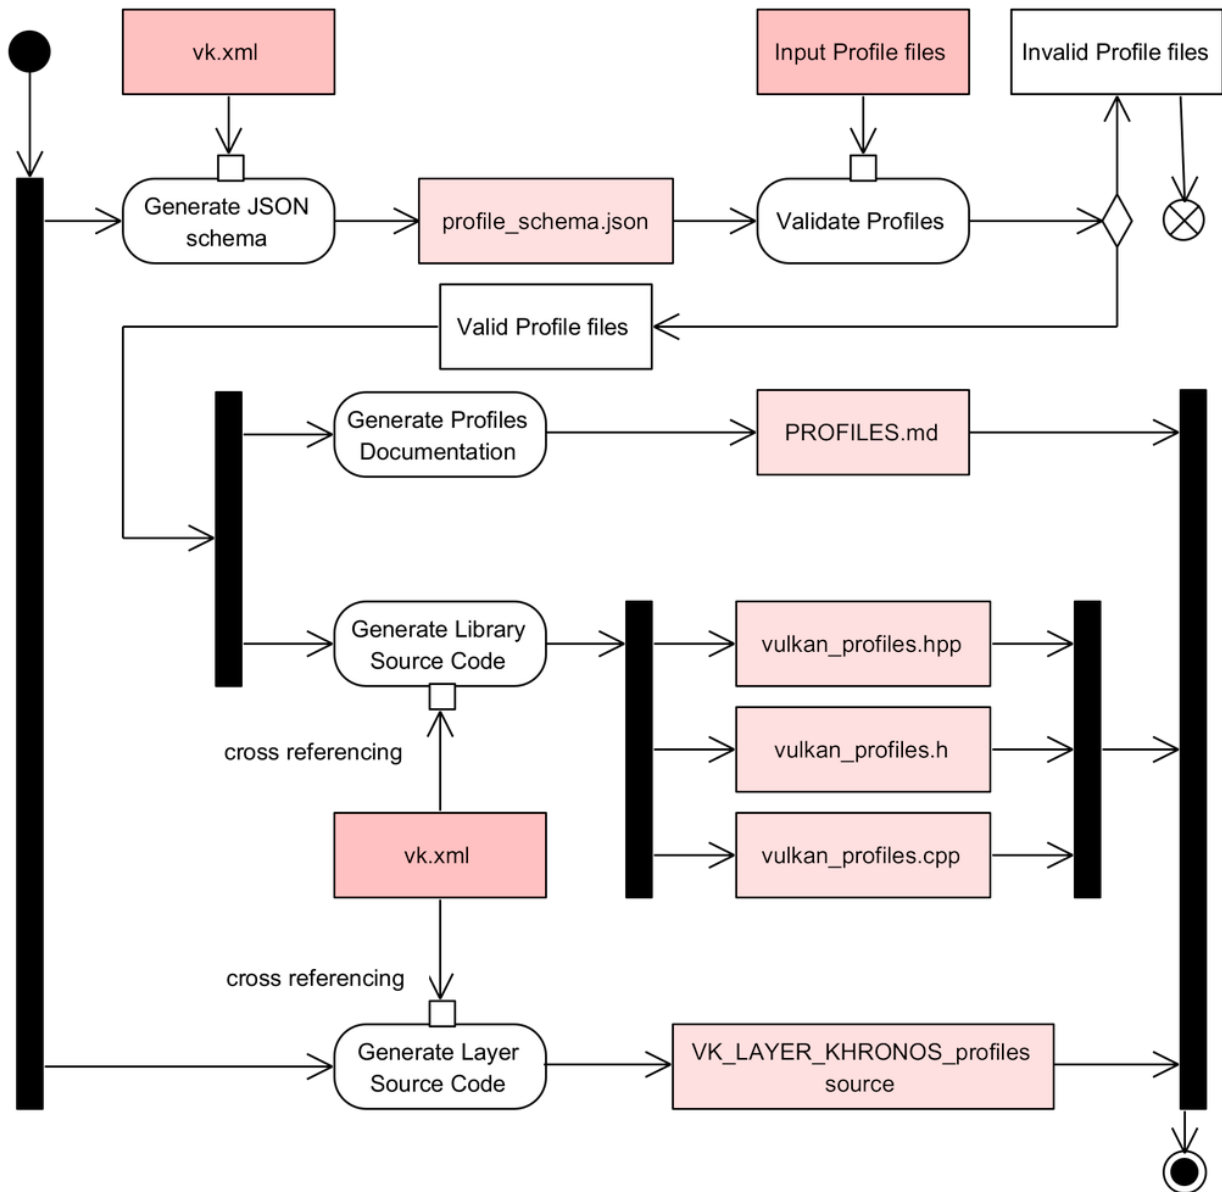 vk.xml
Input Profile files
Invalid Profile files
Generate JSON
schema
profile_schema.json
Validate Profiles
Valid Profile files
Generate Profiles
Documentation
PROFILES.md
Generate Library
Source Code
vulkan_profiles.hpp
cross referencing
vulkan_profiles.h
vk.xml
vulkan_profiles.cpp
cross referencing
Generate Layer
Source Code
VK_LAYER_KHRONOS_profiles
source